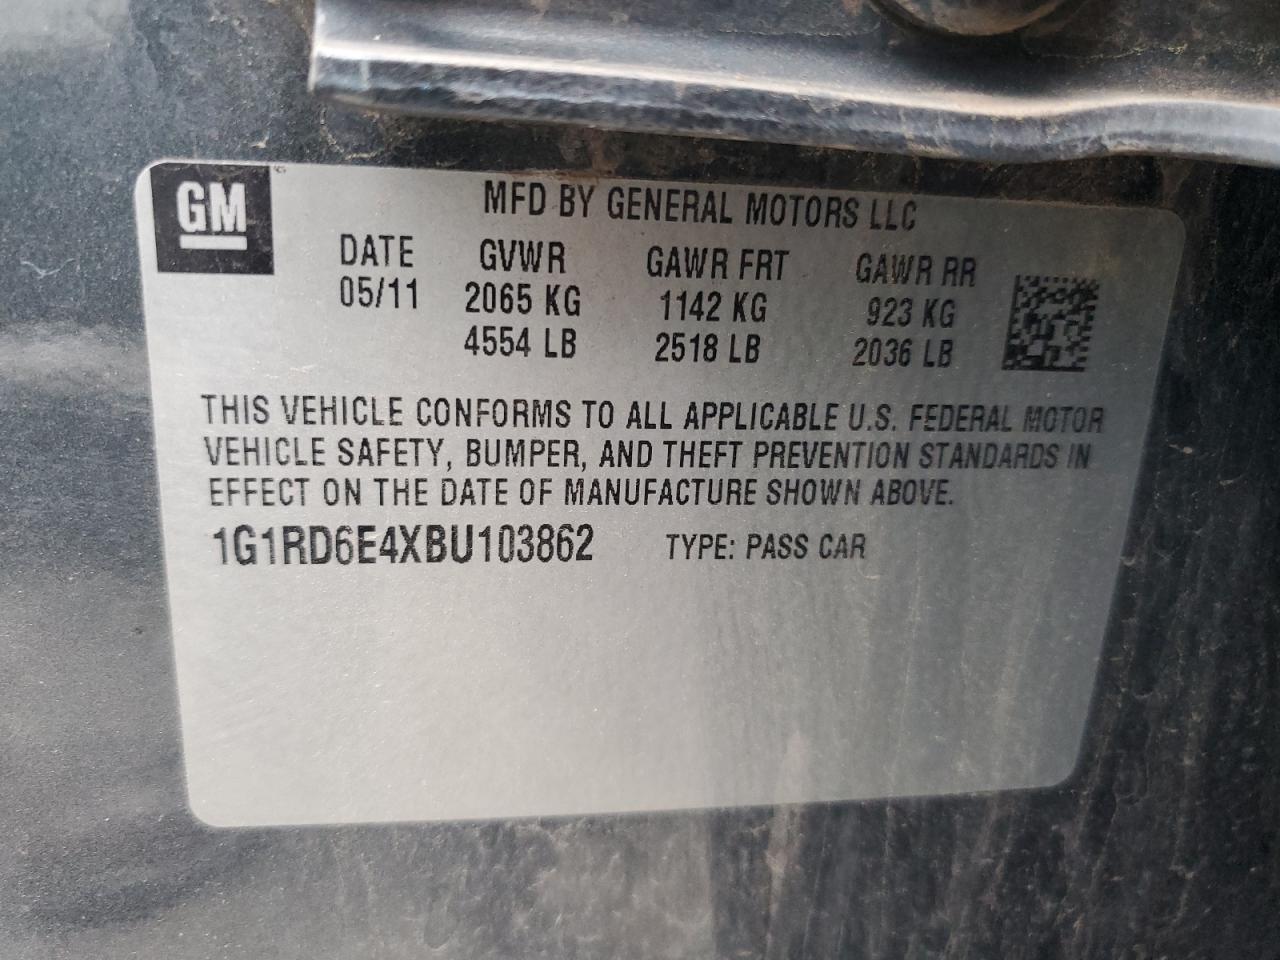 GM
MFD BY GENERAL MOTORS LLC
DATE GVWR GAWR FRT GAWR RR
05/11 2065 KG 1142 KG 923 KG
4554 LB 2518 LB 2036 LB
THIS VEHICLE CONFORMS TO ALL APPLICABLE U.S. FEDERAL MOTOR
VEHICLE SAFETY, BUMPER, AND THEFT PREVENTION STANDARDS IN
EFFECT ON THE DATE OF MANUFACTURE SHOWN ABOVE.
1G1RD6E4XBU103862 TYPE: PASS CAR